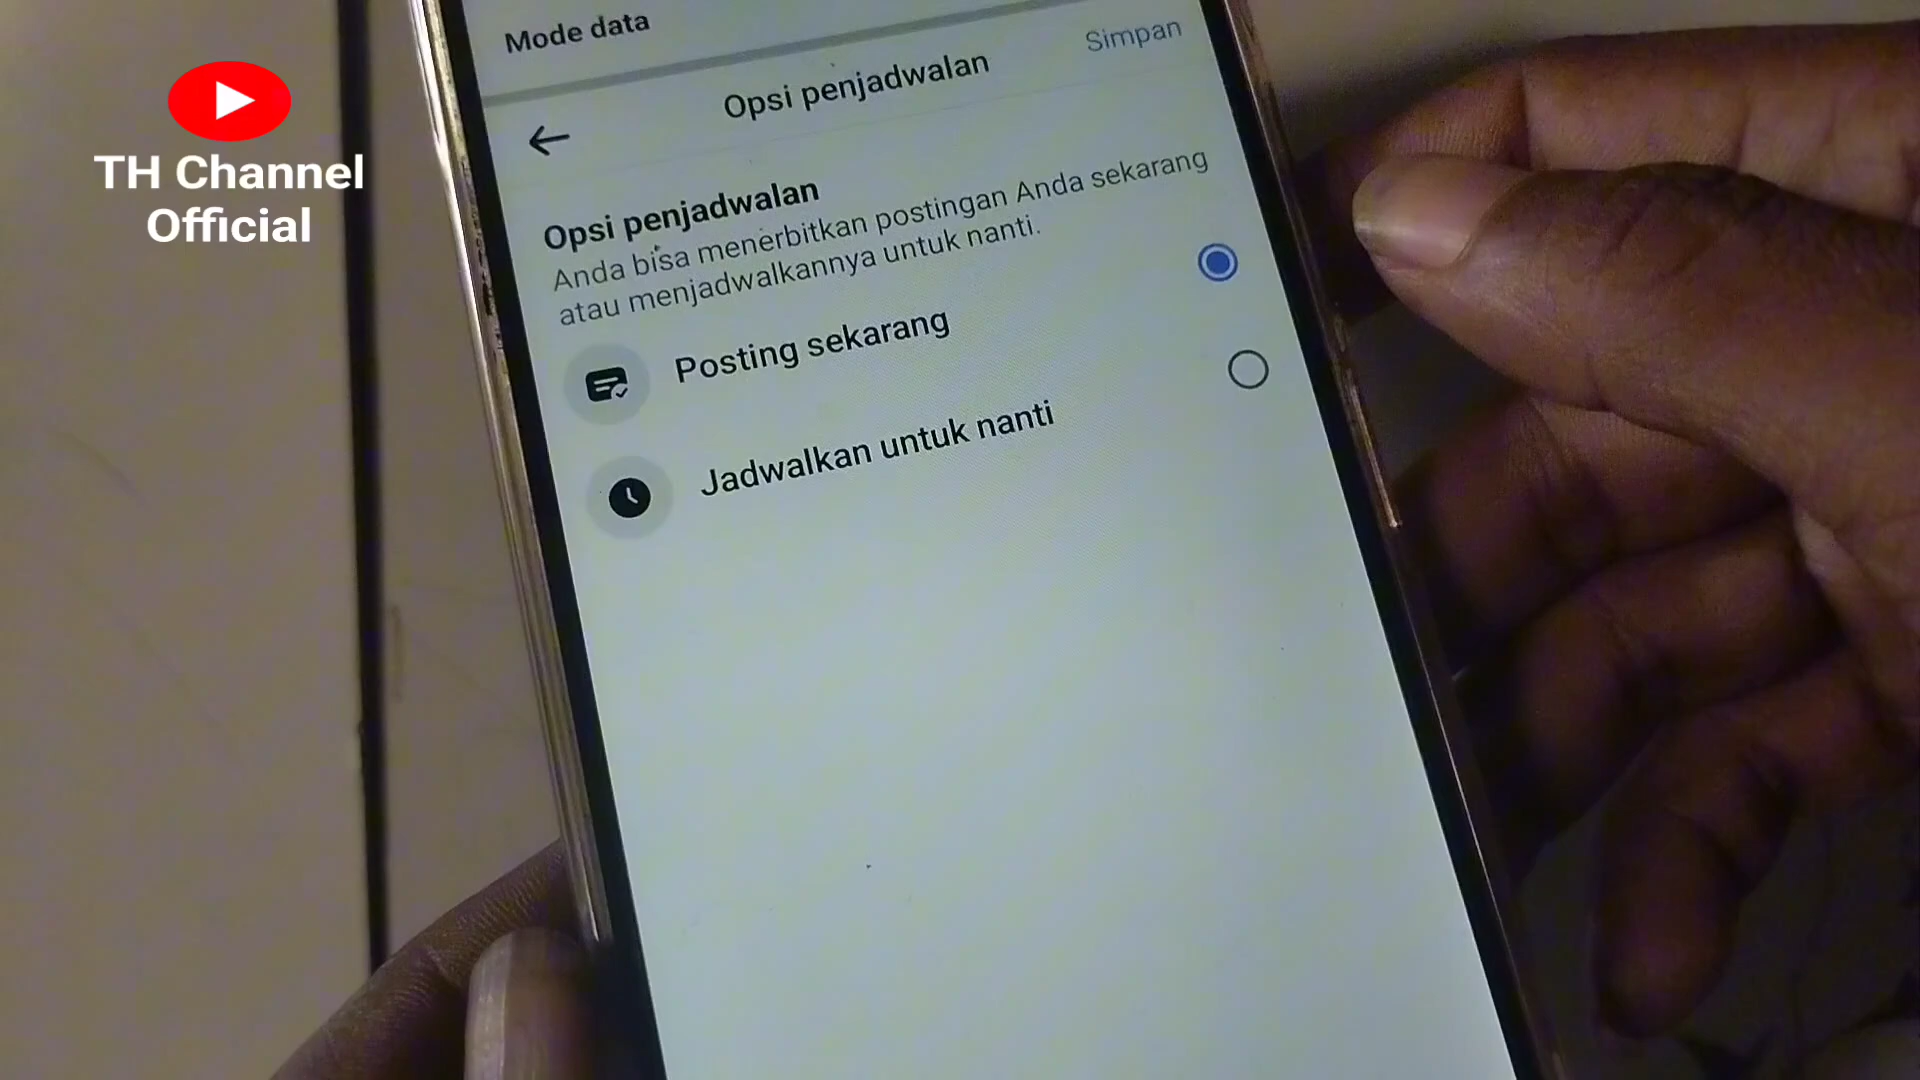 TH Channel
Official
Mode data
Simpan
Opsi penjadwalan
Opsi penjadwalan
Anda bisa menerbitkan postingan Anda sekarang
atau menjadwalkannya untuk nanti.
Posting sekarang
Jadwalkan untuk nanti